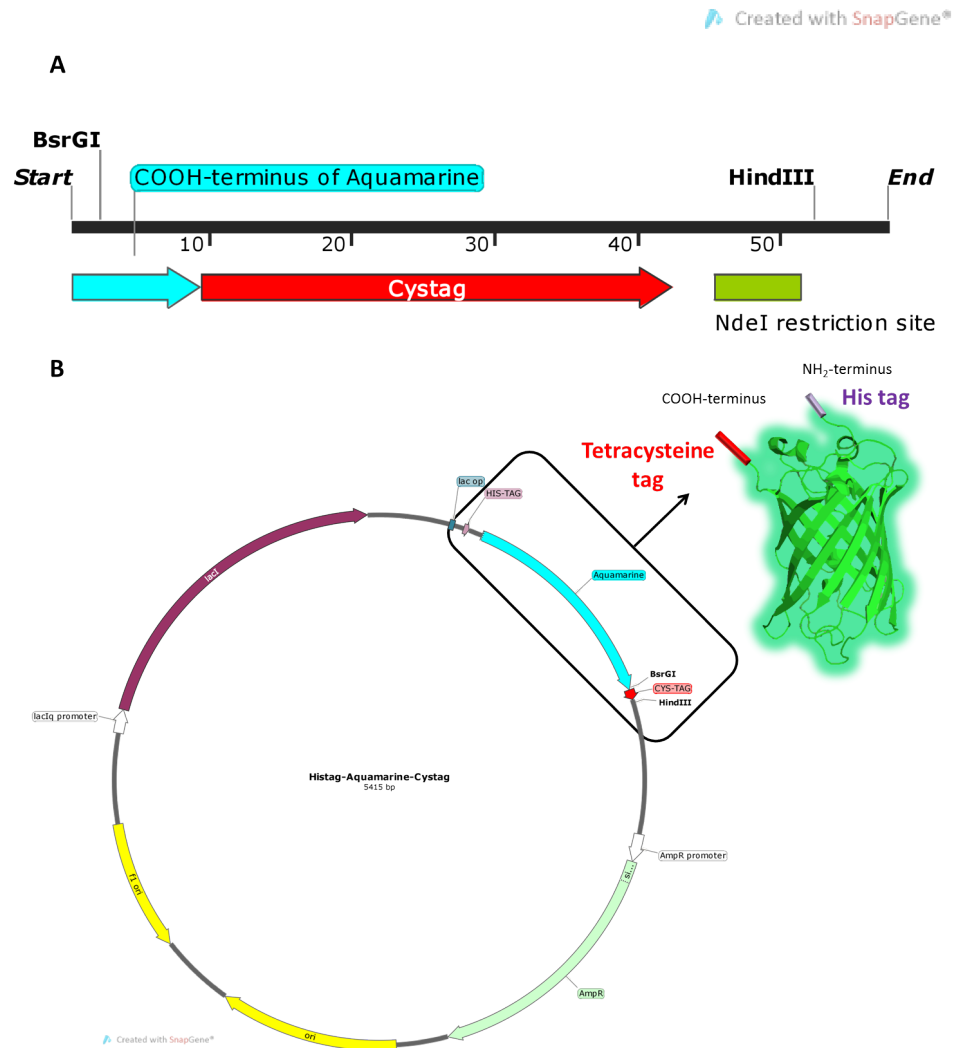 Created with SnapGene®
A
BsrGI
Start
COOH-terminus of Aquamarine
HindIII
End
10
20
30
40
50
Cystag
NdeI restriction site
B
NH2-terminus
COOH-terminus
His tag
Tetracysteine
tag
lac op
HIS-TAG
lacI
Aquamarine
BsrGI
CYS-TAG
HindIII
lacIq promoter
Histag-Aquamarine-Cystag
5415 bp
AmpR promoter
si...
f1 ori
AmpR
ori
Created with SnapGene®